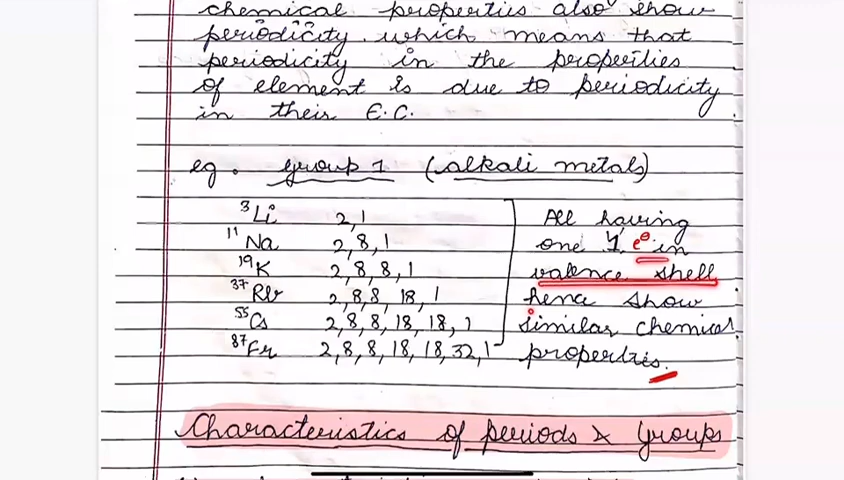 chemical properties also show
periodicity which means that
periodicity in the properties
of element is due to periodicity
in their E.C.
eg. group 1 (alkali metals)
3Li 2,1
11Na 2,8,1
19K 2,8,8,1
37Rb 2,8,8,18,1
55Cs 2,8,8,18,18,1
87Fr 2,8,8,18,18,32,1
All having
one 1 e⊖ in
valence shell
hence show
similar chemical
properties.
Characteristics of periods & Groups